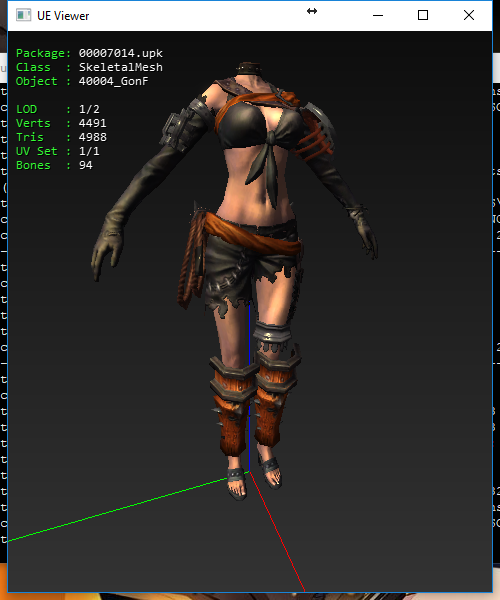 UE Viewer
Package: 00007014.upk
Class : SkeletalMesh
Object : 40004_GonF
LOD : 1/2
Verts : 4491
Tris : 4988
UV Set : 1/1
Bones : 94